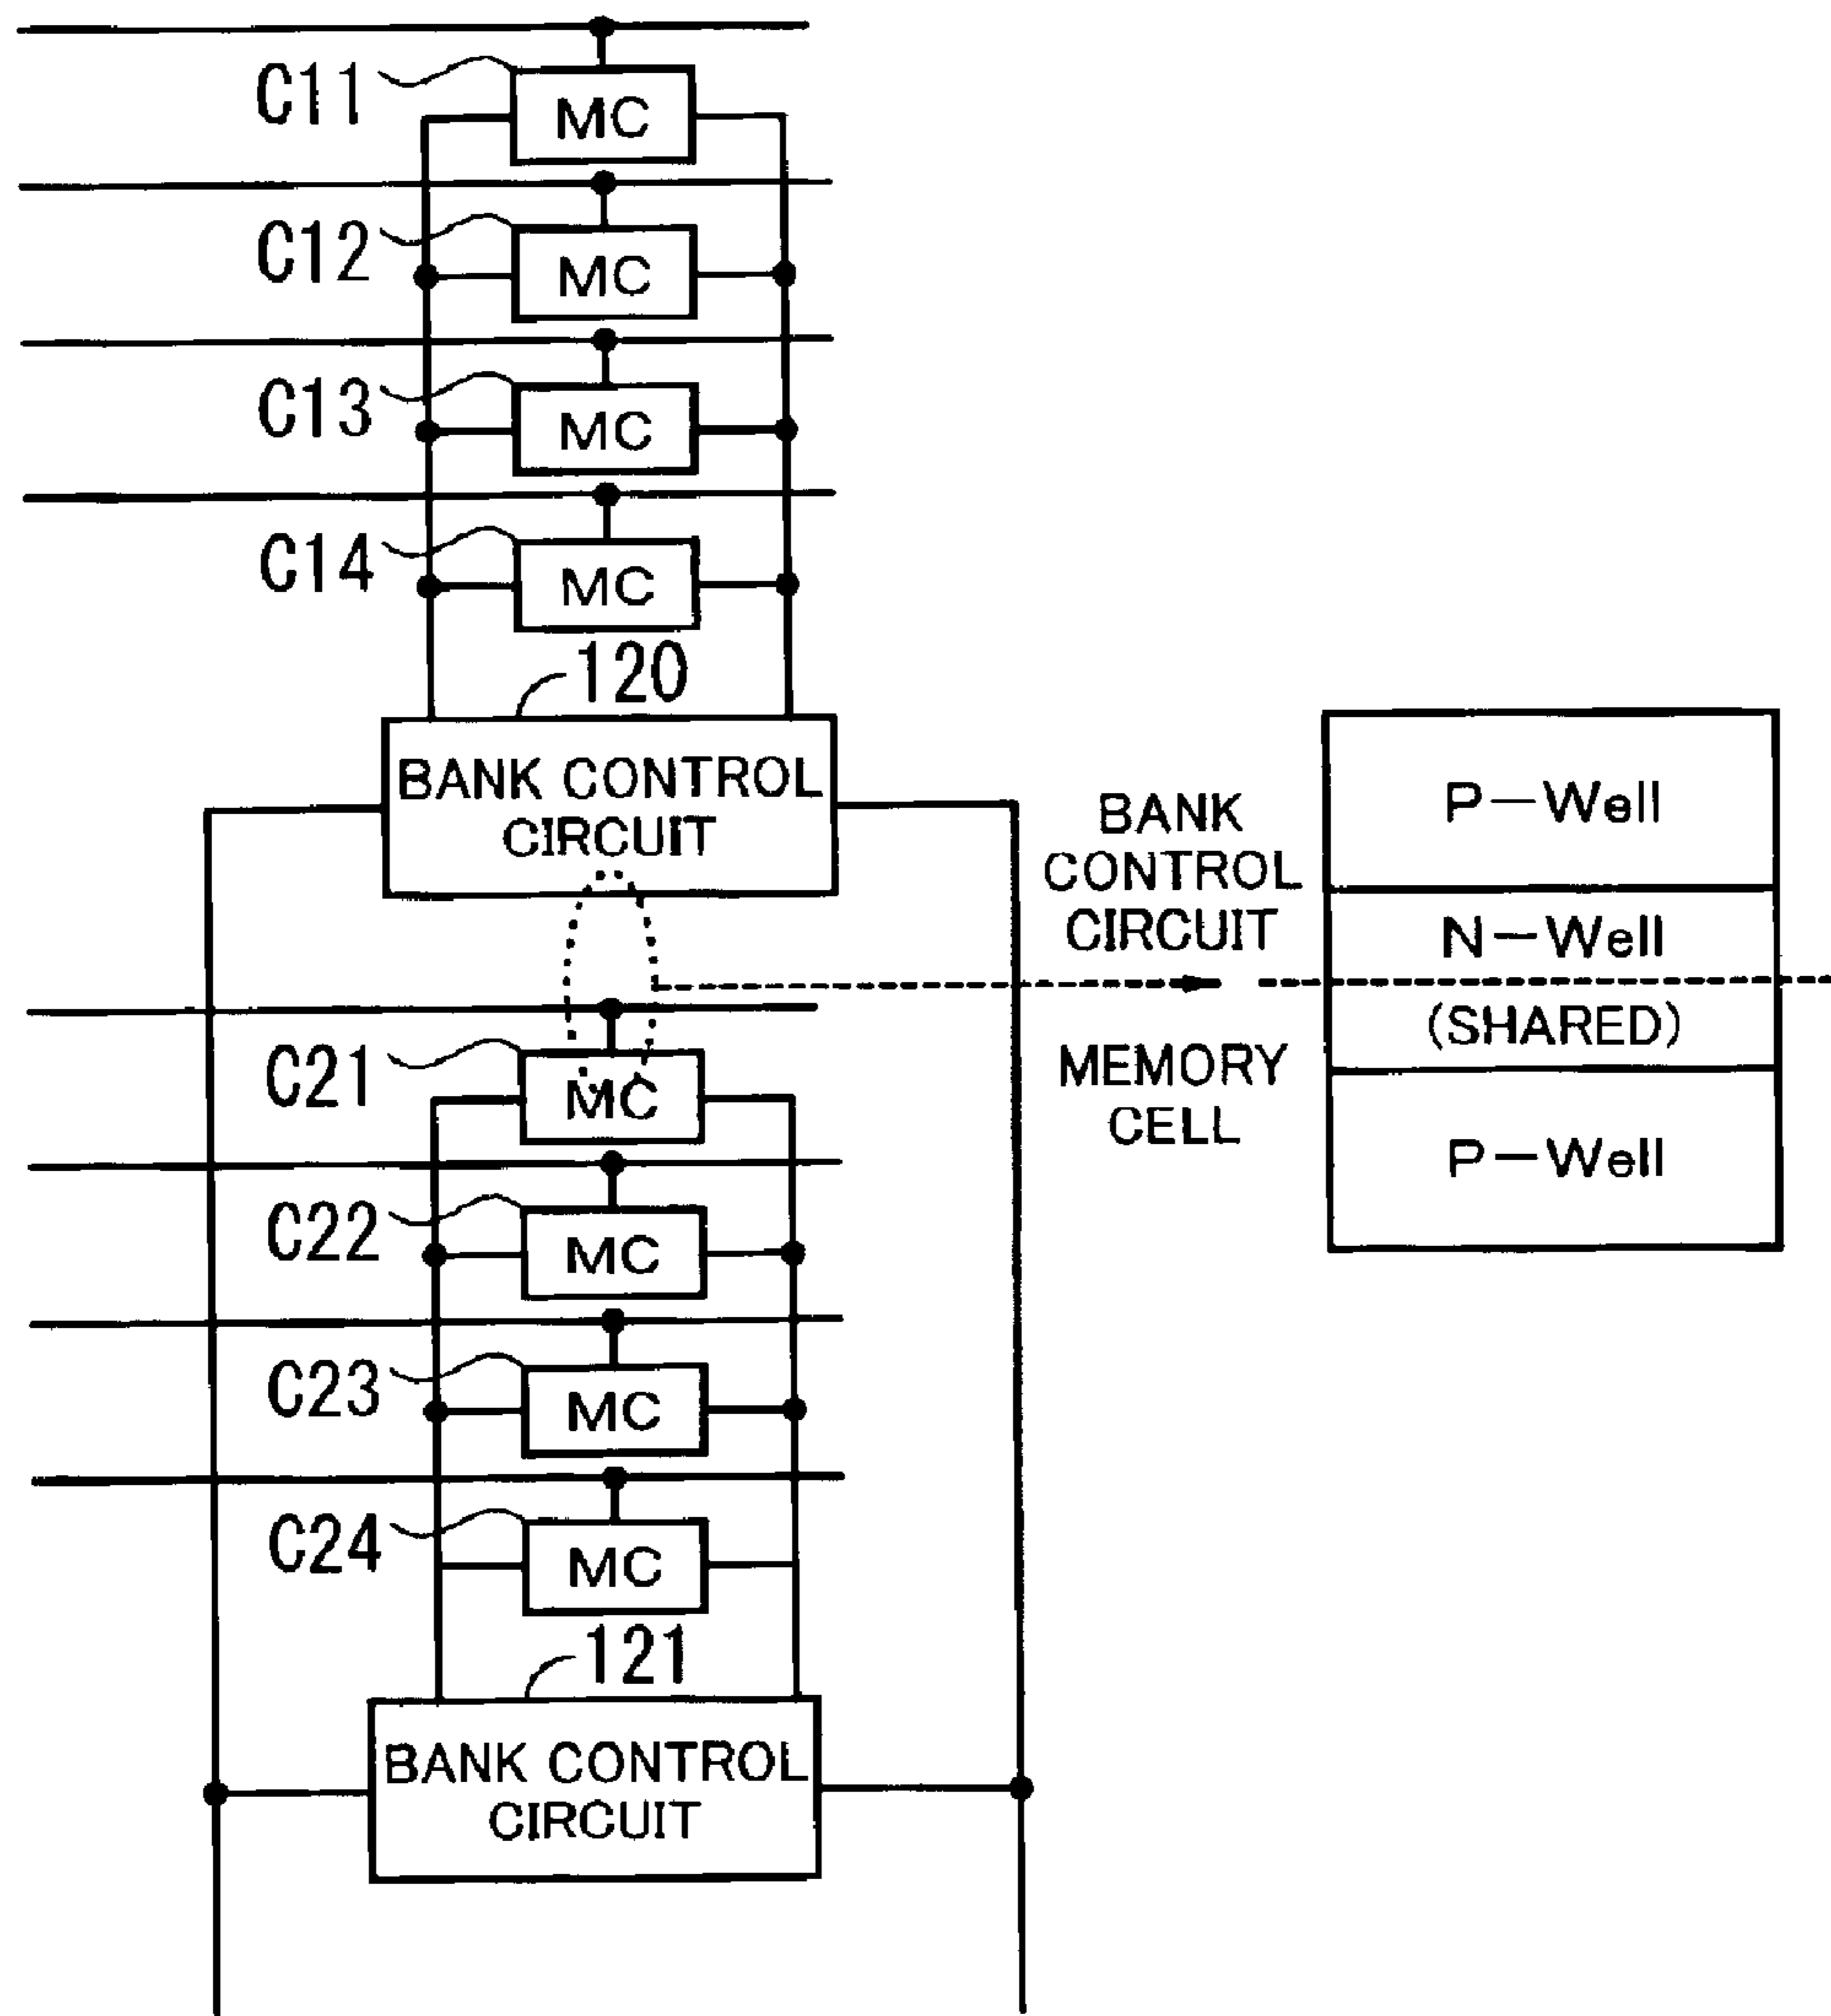 C11
MC
C12
MC
C13
MC
C14
MC
120
BANK CONTROL
CIRCUIT
BANK
CONTROL
CIRCUIT
P-Well
N-Well
(SHARED)
P-Well
MEMORY
CELL
C21
MC
C22
MC
C23
MC
C24
MC
121
BANK CONTROL
CIRCUIT